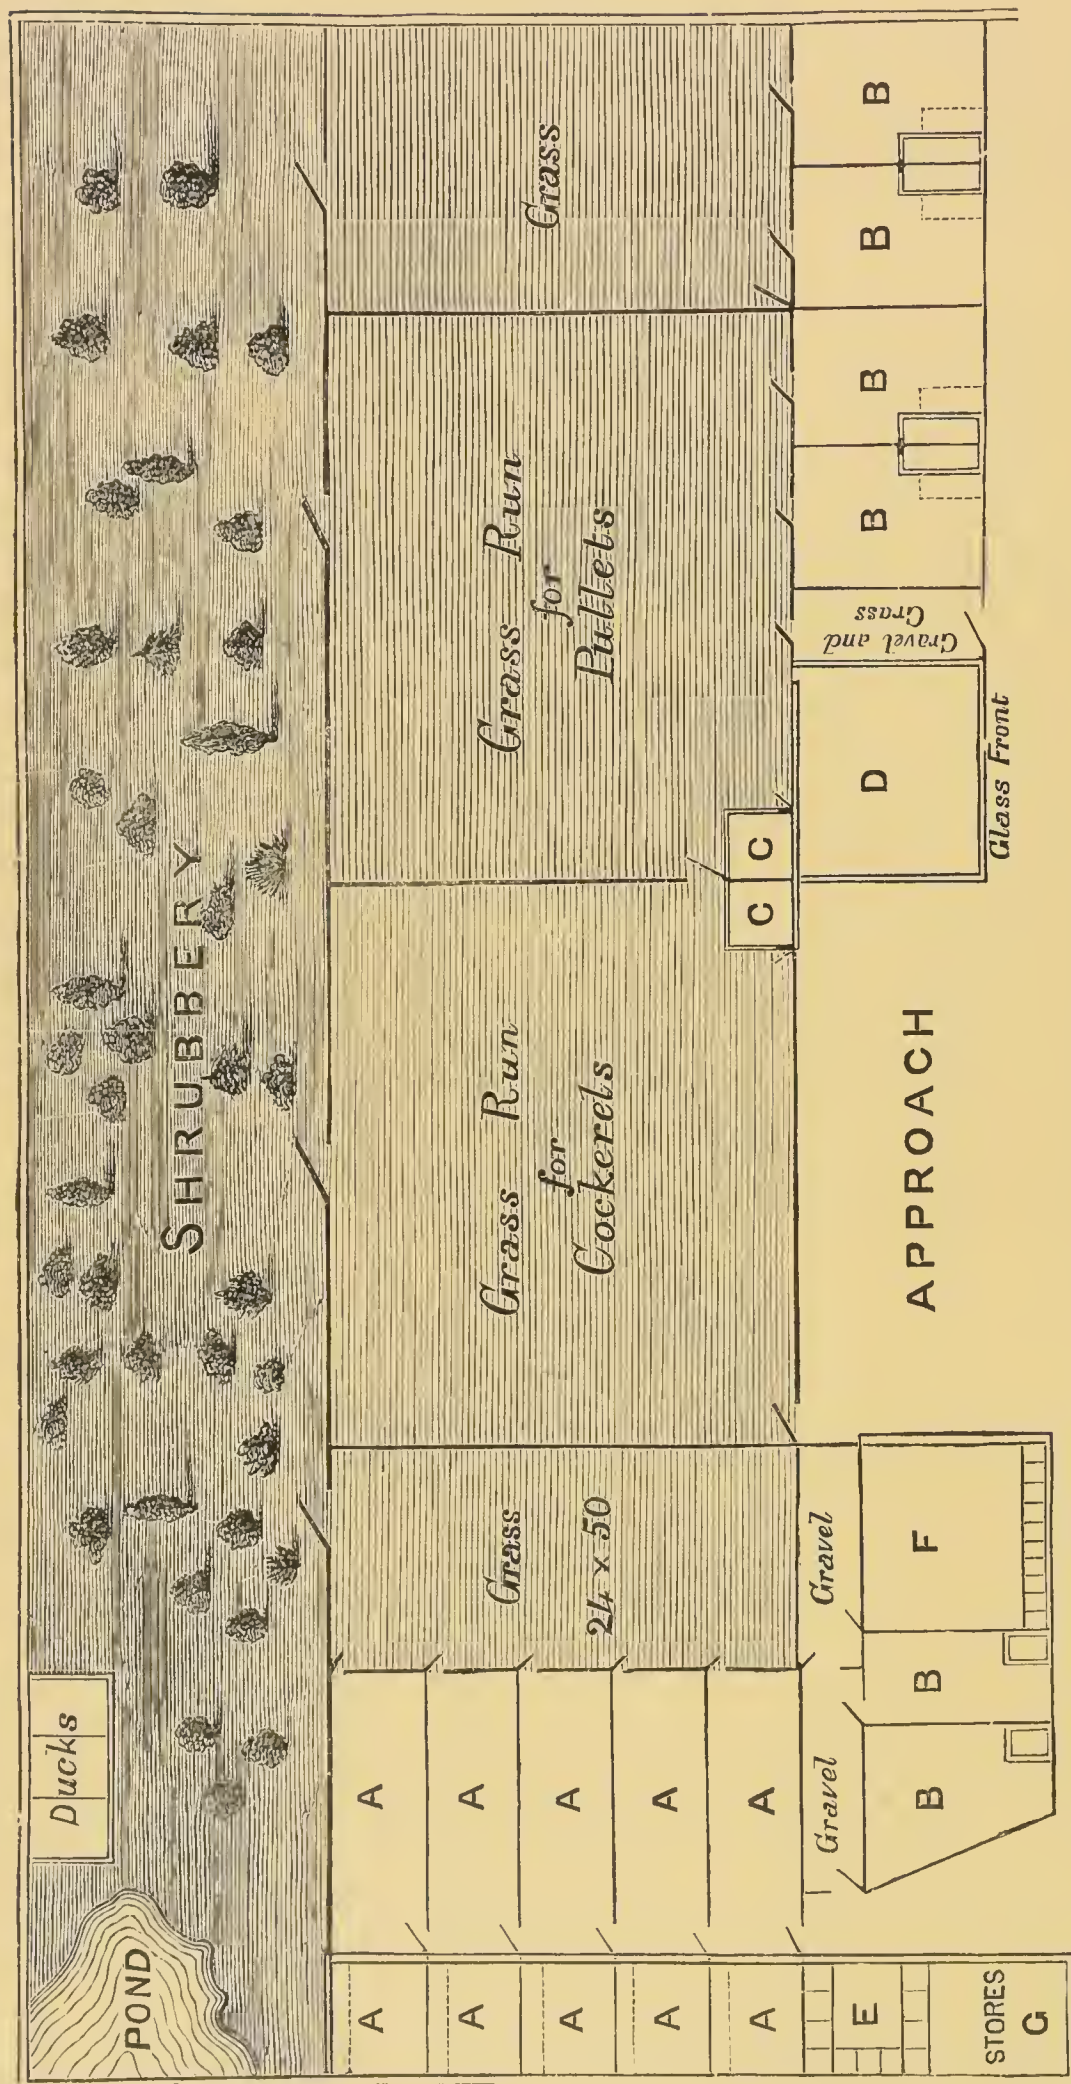 POND
Ducks
SHRUBBERY
A
A
A
A
A
A
A
A
A
A
Grass
24 × 50
Grass Run
for
Cockerels
Grass Run
for
Pullets
Grass
C
C
E
STORES
G
Gravel
Gravel
B
B
F
APPROACH
D
Glass Front
Gravel and
Grass
B
B
B
B